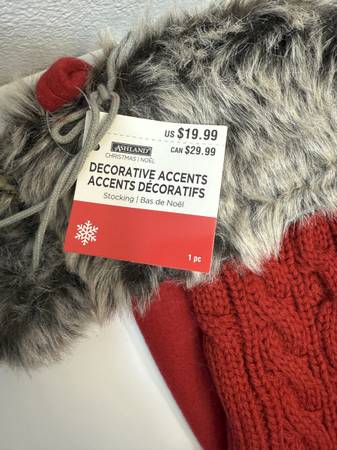 US $19.99
CAN $29.99
ASHLAND
CHRISTMAS | NOËL
DECORATIVE ACCENTS
ACCENTS DÉCORATIFS
Stocking | Bas de Noël
1 pc